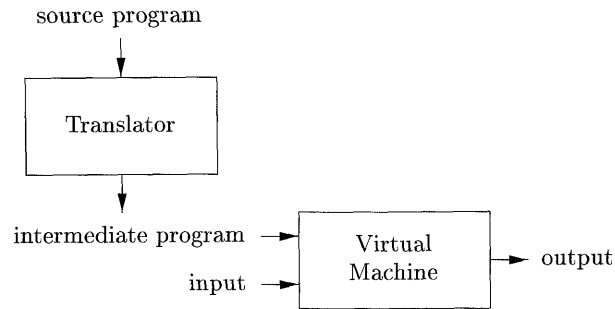 source program
Translator
intermediate program
input
Virtual
Machine
output